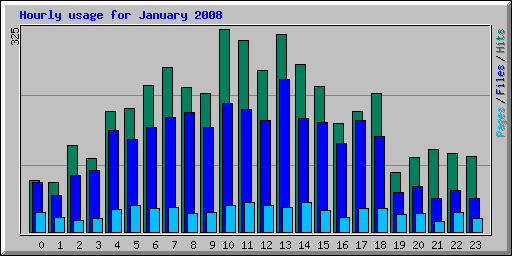 Hourly usage for January 2008
325
0 1 2 3 4 5 6 7 8 9 10 11 12 13 14 15 16 17 18 19 20 21 22 23
Pages/Files/Hits